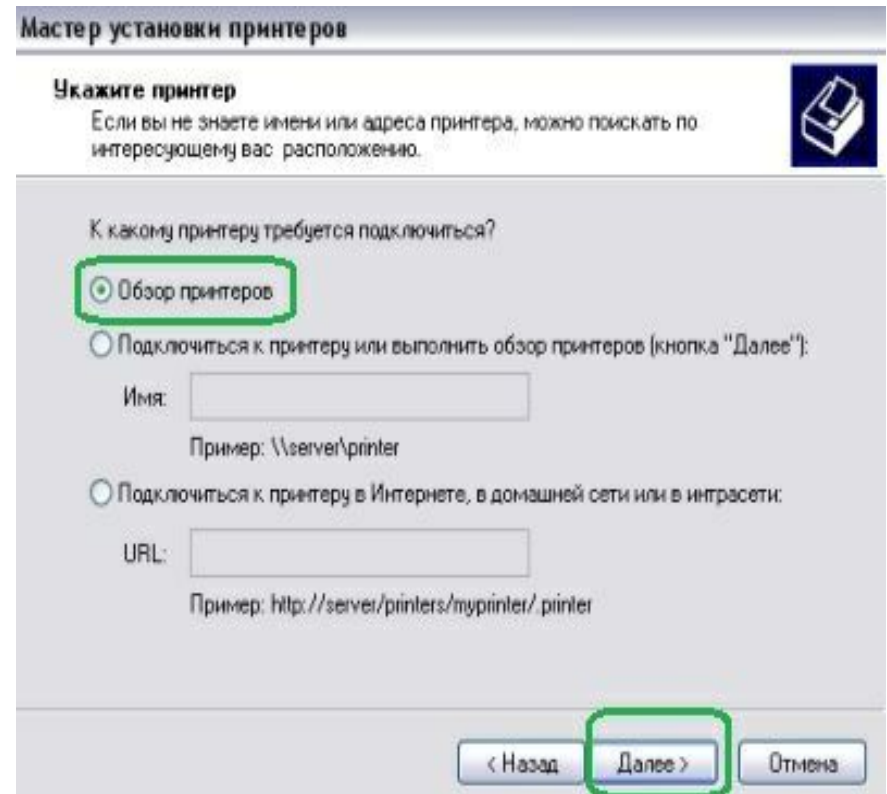 Мастер установки принтеров
Укажите принтер
Если вы не знаете имени или адреса принтера, можно поискать по
интересующему вас расположению.
К какому принтеру требуется подключиться?
Обзор принтеров
Подключиться к принтеру или выполнить обзор принтеров (кнопка "Далее"):
Имя:
Пример: \\server\printer
Подключиться к принтеру в Интернете, в домашней сети или в интрасети:
URL:
Пример: http://server/printers/myprinter/.printer
< Назад Далее > Отмена